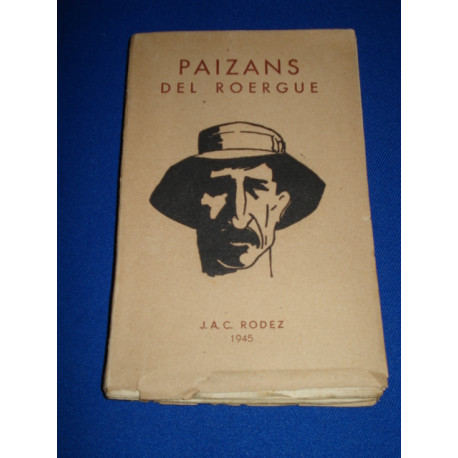 PAIZANS
DEL ROERGUE
J.A.C. RODEZ
1945